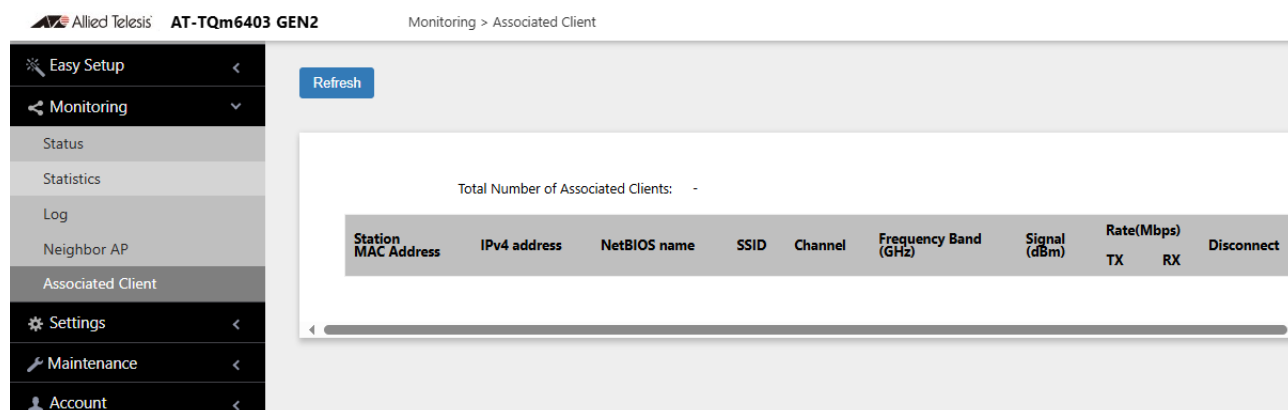 Allied Telesis AT-TQm6403 GEN2 Monitoring > Associated Client
Easy Setup
Monitoring
Status
Statistics
Log
Neighbor AP
Associated Client
Settings
Maintenance
Account
Refresh
Total Number of Associated Clients: -
Station MAC Address IPv4 address NetBIOS name SSID Channel Frequency Band (GHz) Signal (dBm) Rate(Mbps) TX RX Disconnect